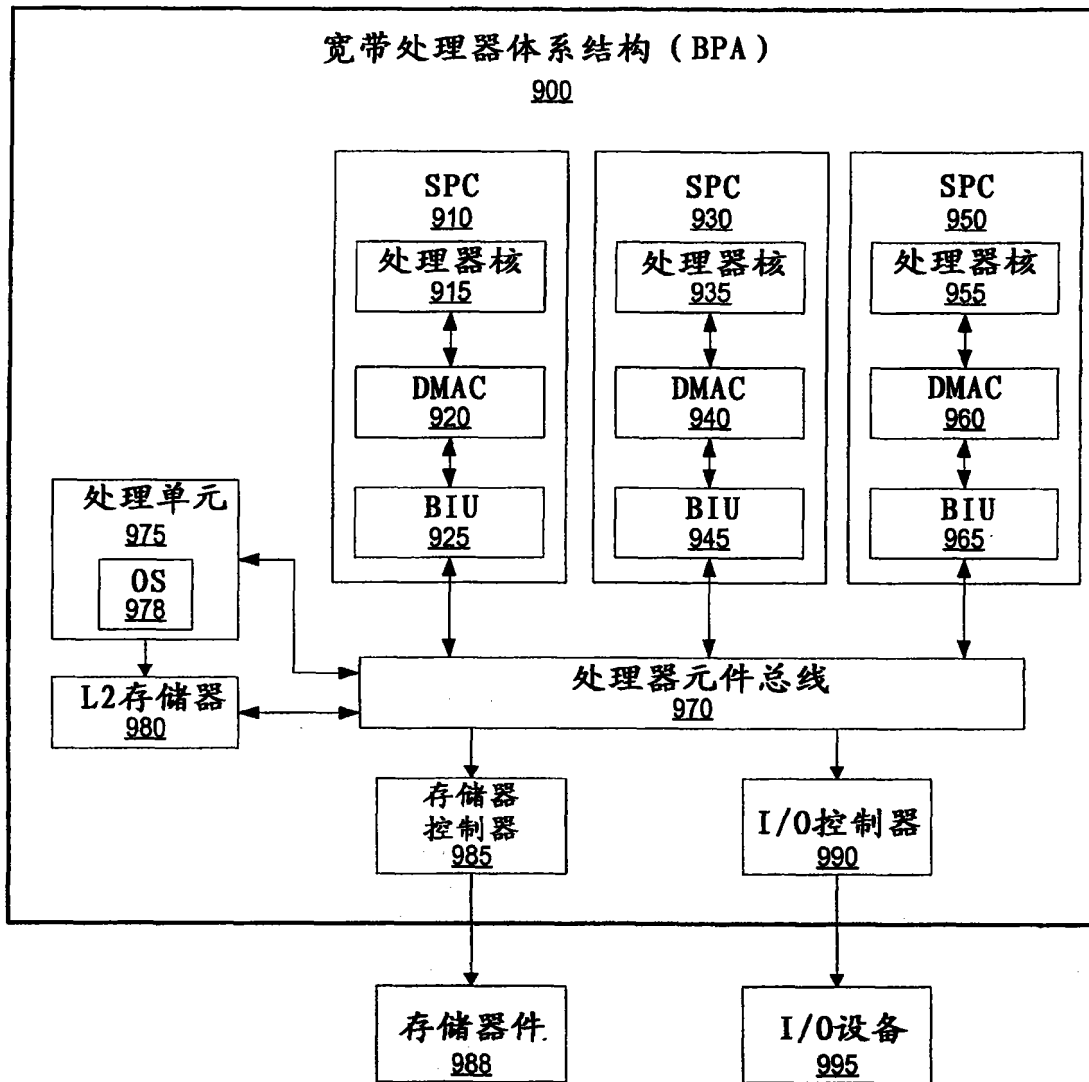 宽带处理器体系结构（BPA）
900
SPC
910
处理器核
915
DMAC
920
BIU
925
SPC
930
处理器核
935
DMAC
940
BIU
945
SPC
950
处理器核
955
DMAC
960
BIU
965
处理单元
975
OS
978
L2存储器
980
处理器元件总线
970
存储器
控制器
985
I/O控制器
990
存储器件
988
I/O设备
995